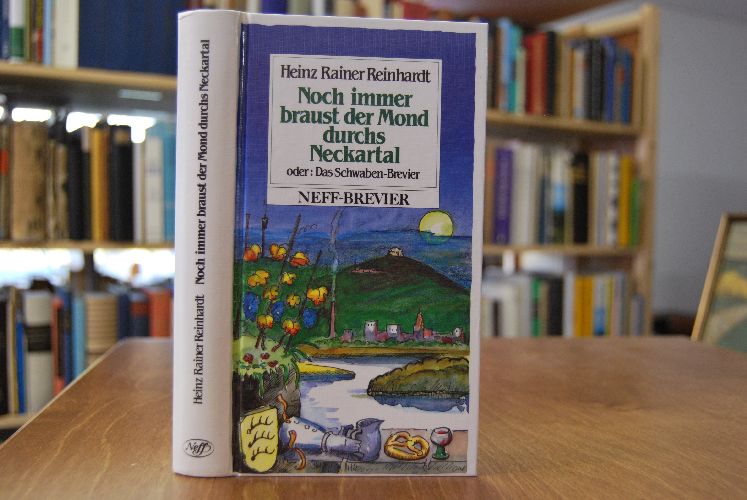 Heinz Rainer Reinhardt
Noch immer
braust der Mond
durchs
Neckartal
oder: Das Schwaben-Brevier
NEFF-BREVIER
Heinz Rainer Reinhardt Noch immer braust der Mond durchs Neckartal
Neff